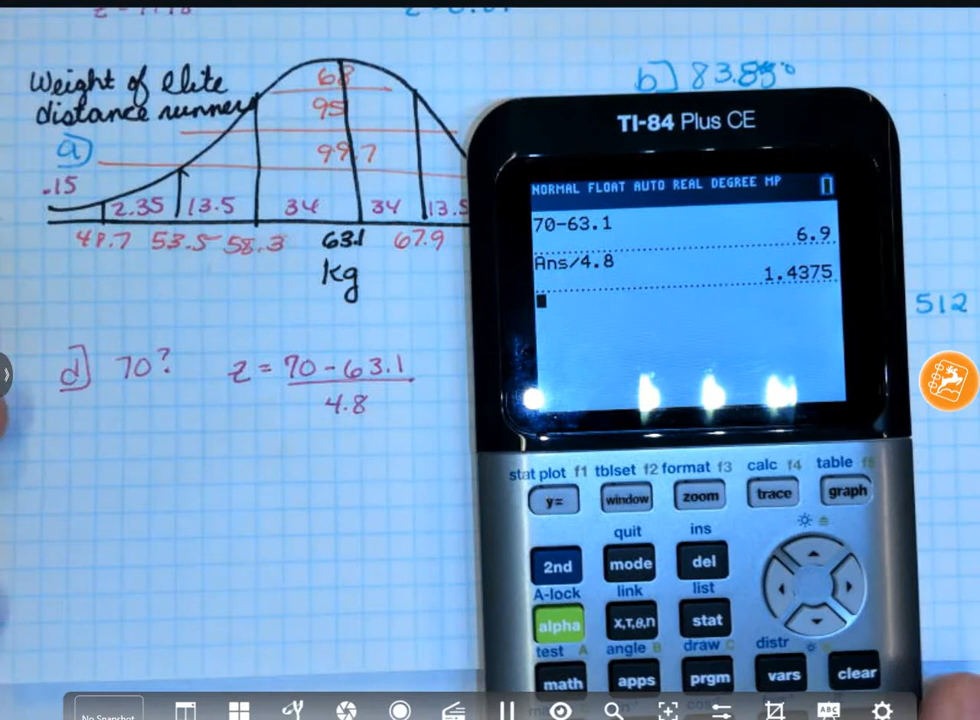 b) 83.85%
Weight of elite
distance runners
68
95
99.7
a)
.15
2.35 13.5 34 34 13.5
48.7 53.5 58.3 63.1 67.9
kg
d) 70? z = 70 - 63.1
4.8
512
TI-84 Plus CE
NORMAL FLOAT AUTO REAL DEGREE MP
70-63.1
6.9
Ans/4.8
1.4375
stat plot f1 tblset f2 format f3 calc f4 table f5
y= window zoom trace graph
quit ins
2nd mode del
A-lock link list
alpha X,T,θ,n stat
test A angle B draw C distr
math apps prgm vars clear
No Snapshot
ABC